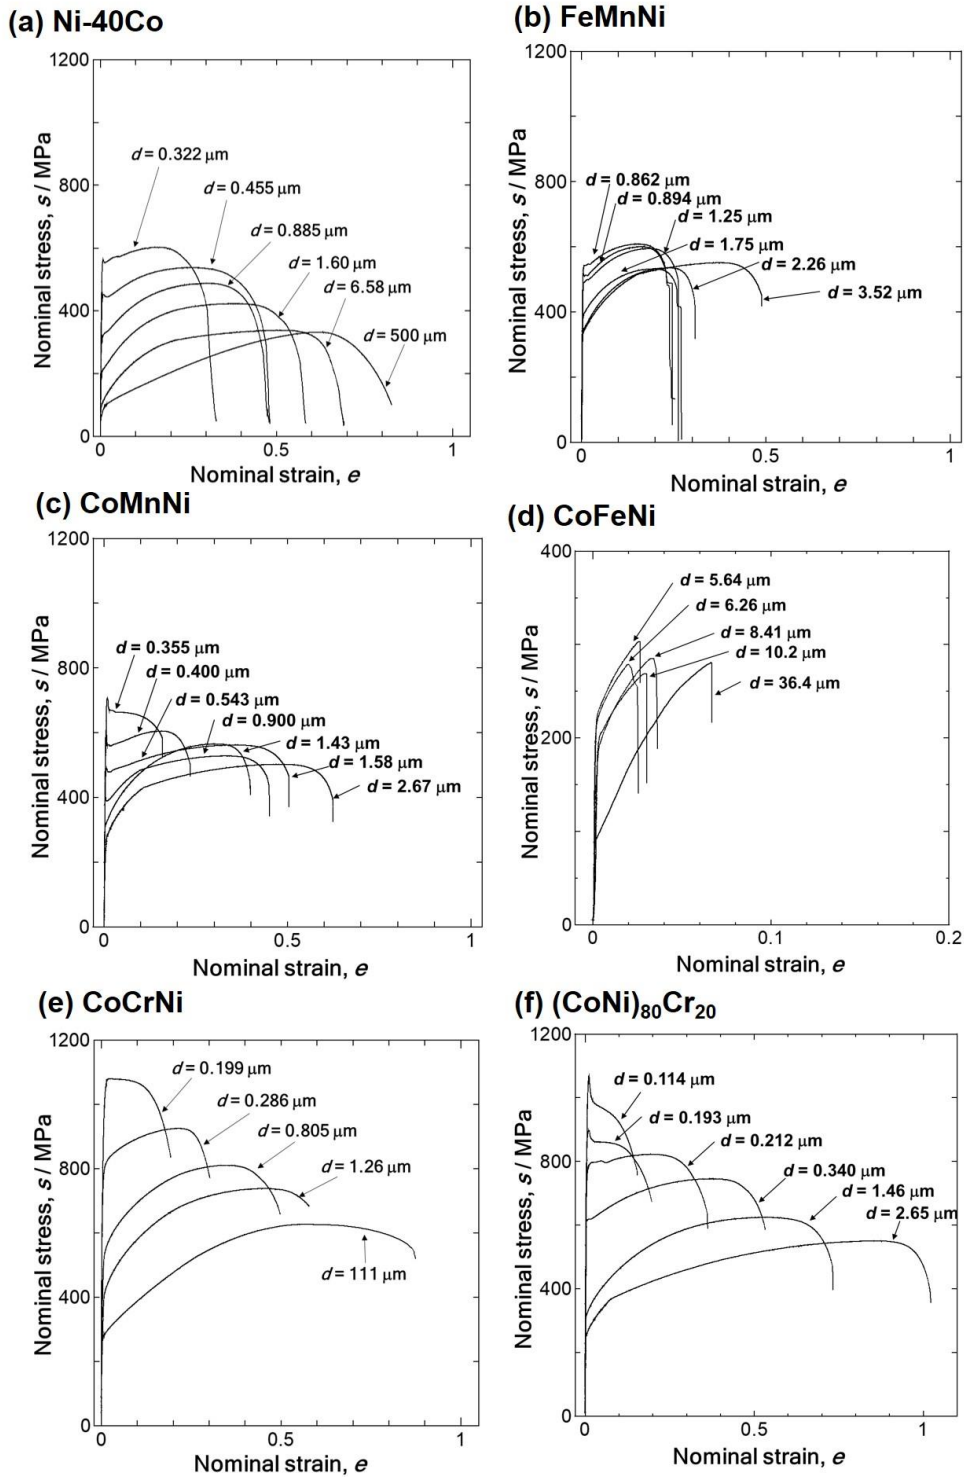 (a) Ni-40Co
1200
800
400
0
0
0.5
1
Nominal stress, s / MPa
Nominal strain, e
d = 0.322 μm
d = 0.455 μm
d = 0.885 μm
d = 1.60 μm
d = 6.58 μm
d = 500 μm
(b) FeMnNi
1200
800
400
0
0
0.5
1
Nominal stress, s / MPa
Nominal strain, e
d = 0.862 μm
d = 0.894 μm
d = 1.25 μm
d = 1.75 μm
d = 2.26 μm
d = 3.52 μm
(c) CoMnNi
1200
800
400
0
0
0.5
1
Nominal stress, s / MPa
Nominal strain, e
d = 0.355 μm
d = 0.400 μm
d = 0.543 μm
d = 0.900 μm
d = 1.43 μm
d = 1.58 μm
d = 2.67 μm
(d) CoFeNi
400
200
0
0
0.1
0.2
Nominal stress, s / MPa
Nominal strain, e
d = 5.64 μm
d = 6.26 μm
d = 8.41 μm
d = 10.2 μm
d = 36.4 μm
(e) CoCrNi
1200
800
400
0
0
0.5
1
Nominal stress, s / MPa
Nominal strain, e
d = 0.199 μm
d = 0.286 μm
d = 0.805 μm
d = 1.26 μm
d = 111 μm
(f) (CoNi)80Cr20
1200
800
400
0
0
0.5
1
Nominal stress, s / MPa
Nominal strain, e
d = 0.114 μm
d = 0.193 μm
d = 0.212 μm
d = 0.340 μm
d = 1.46 μm
d = 2.65 μm